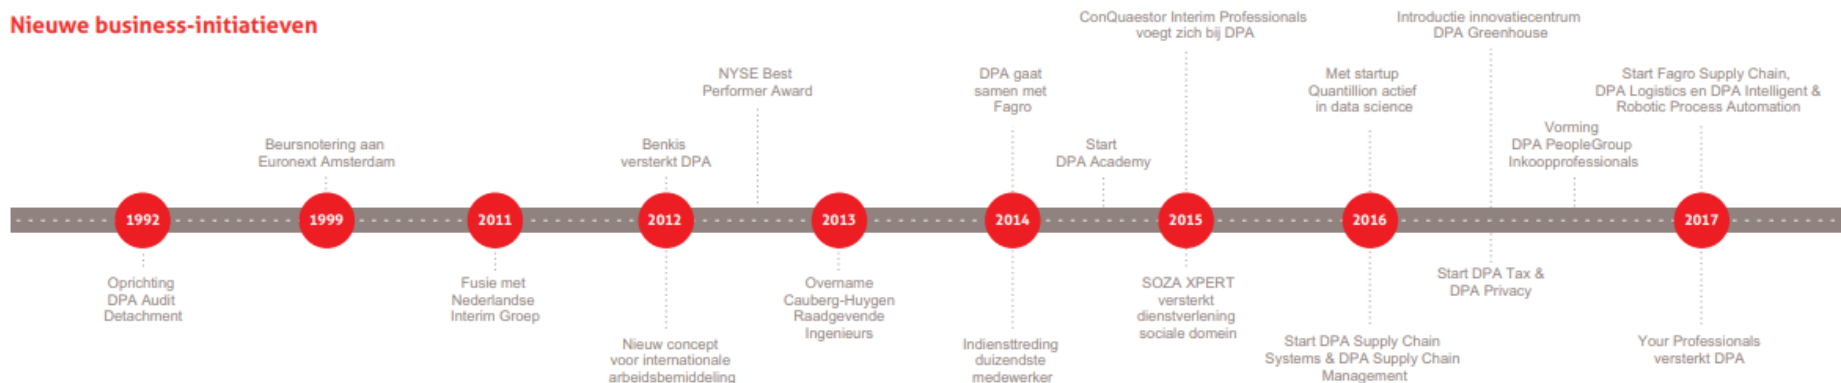 Nieuwe business-initiatieven
ConQuaestor Interim Professionals
voegt zich bij DPA
Introductie innovatiecentrum
DPA Greenhouse
NYSE Best
Performer Award
DPA gaat
samen met
Fagro
Met startup
Quantillion actief
in data science
Start Fagro Supply Chain,
DPA Logistics en DPA Intelligent &
Robotic Process Automation
Beursnotering aan
Euronext Amsterdam
Benkis
versterkt DPA
Start
DPA Academy
Vorming
DPA PeopleGroup
Inkoopprofessionals
1992
1999
2011
2012
2013
2014
2015
2016
2017
Oprichting
DPA Audit
Detachment
Fusie met
Nederlandse
Interim Groep
Overname
Cauberg-Huygen
Raadgevende
Ingenieurs
SOZA XPERT
versterkt
dienstverlening
sociale domein
Start DPA Tax &
DPA Privacy
Nieuw concept
voor internationale
arbeidsbemiddeling
Indiensttreding
duizendste
medewerker
Start DPA Supply Chain
Systems & DPA Supply Chain
Management
Your Professionals
versterkt DPA